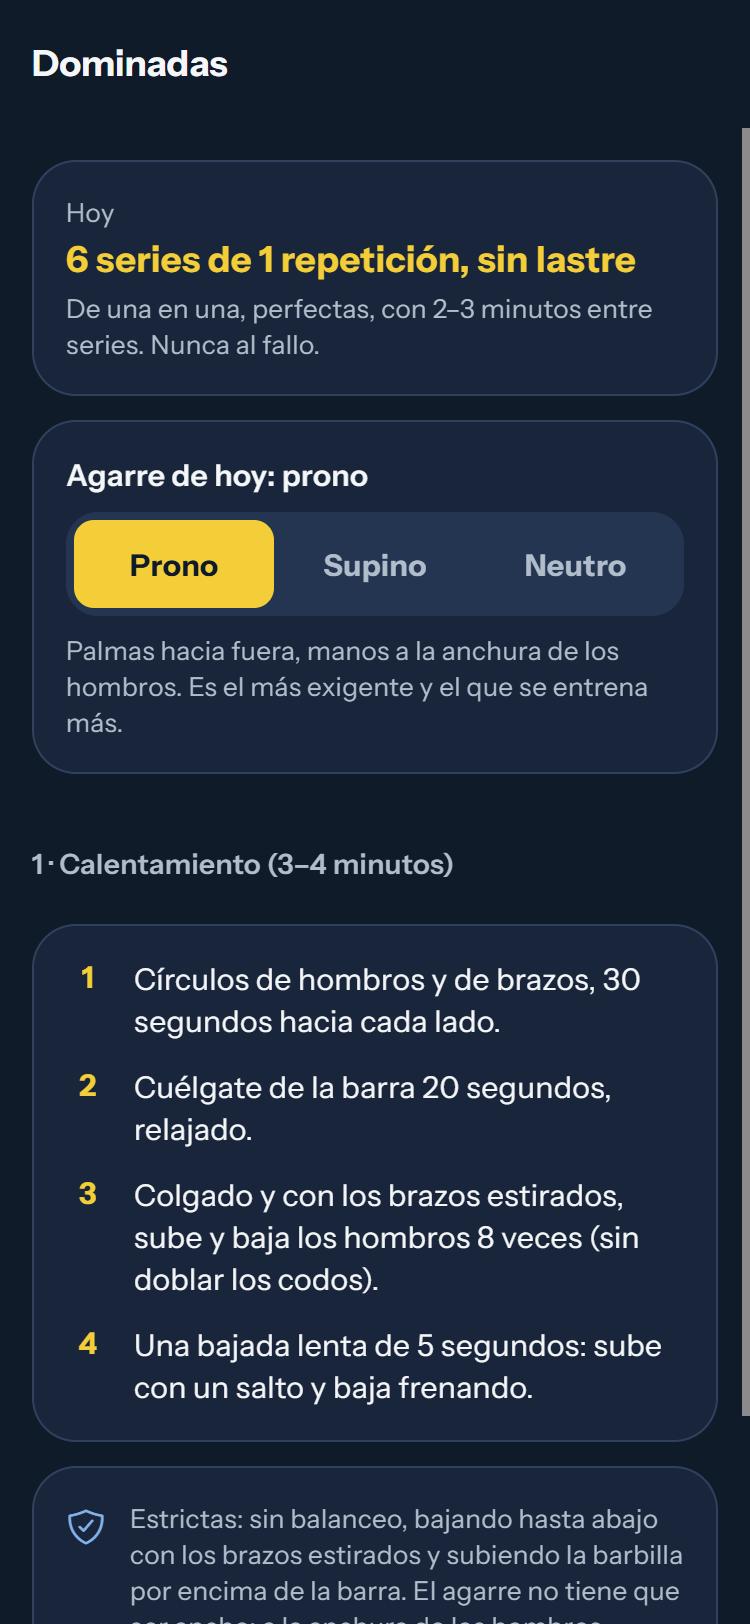 Dominadas
Hoy
6 series de 1 repetición, sin lastre
De una en una, perfectas, con 2–3 minutos entre
series. Nunca al fallo.
Agarre de hoy: prono
Prono
Supino
Neutro
Palmas hacia fuera, manos a la anchura de los
hombros. Es el más exigente y el que se entrena
más.
1 · Calentamiento (3–4 minutos)
1 Círculos de hombros y de brazos, 30
segundos hacia cada lado.
2 Cuélgate de la barra 20 segundos,
relajado.
3 Colgado y con los brazos estirados,
sube y baja los hombros 8 veces (sin
doblar los codos).
4 Una bajada lenta de 5 segundos: sube
con un salto y baja frenando.
Estrictas: sin balanceo, bajando hasta abajo
con los brazos estirados y subiendo la barbilla
por encima de la barra. El agarre no tiene que